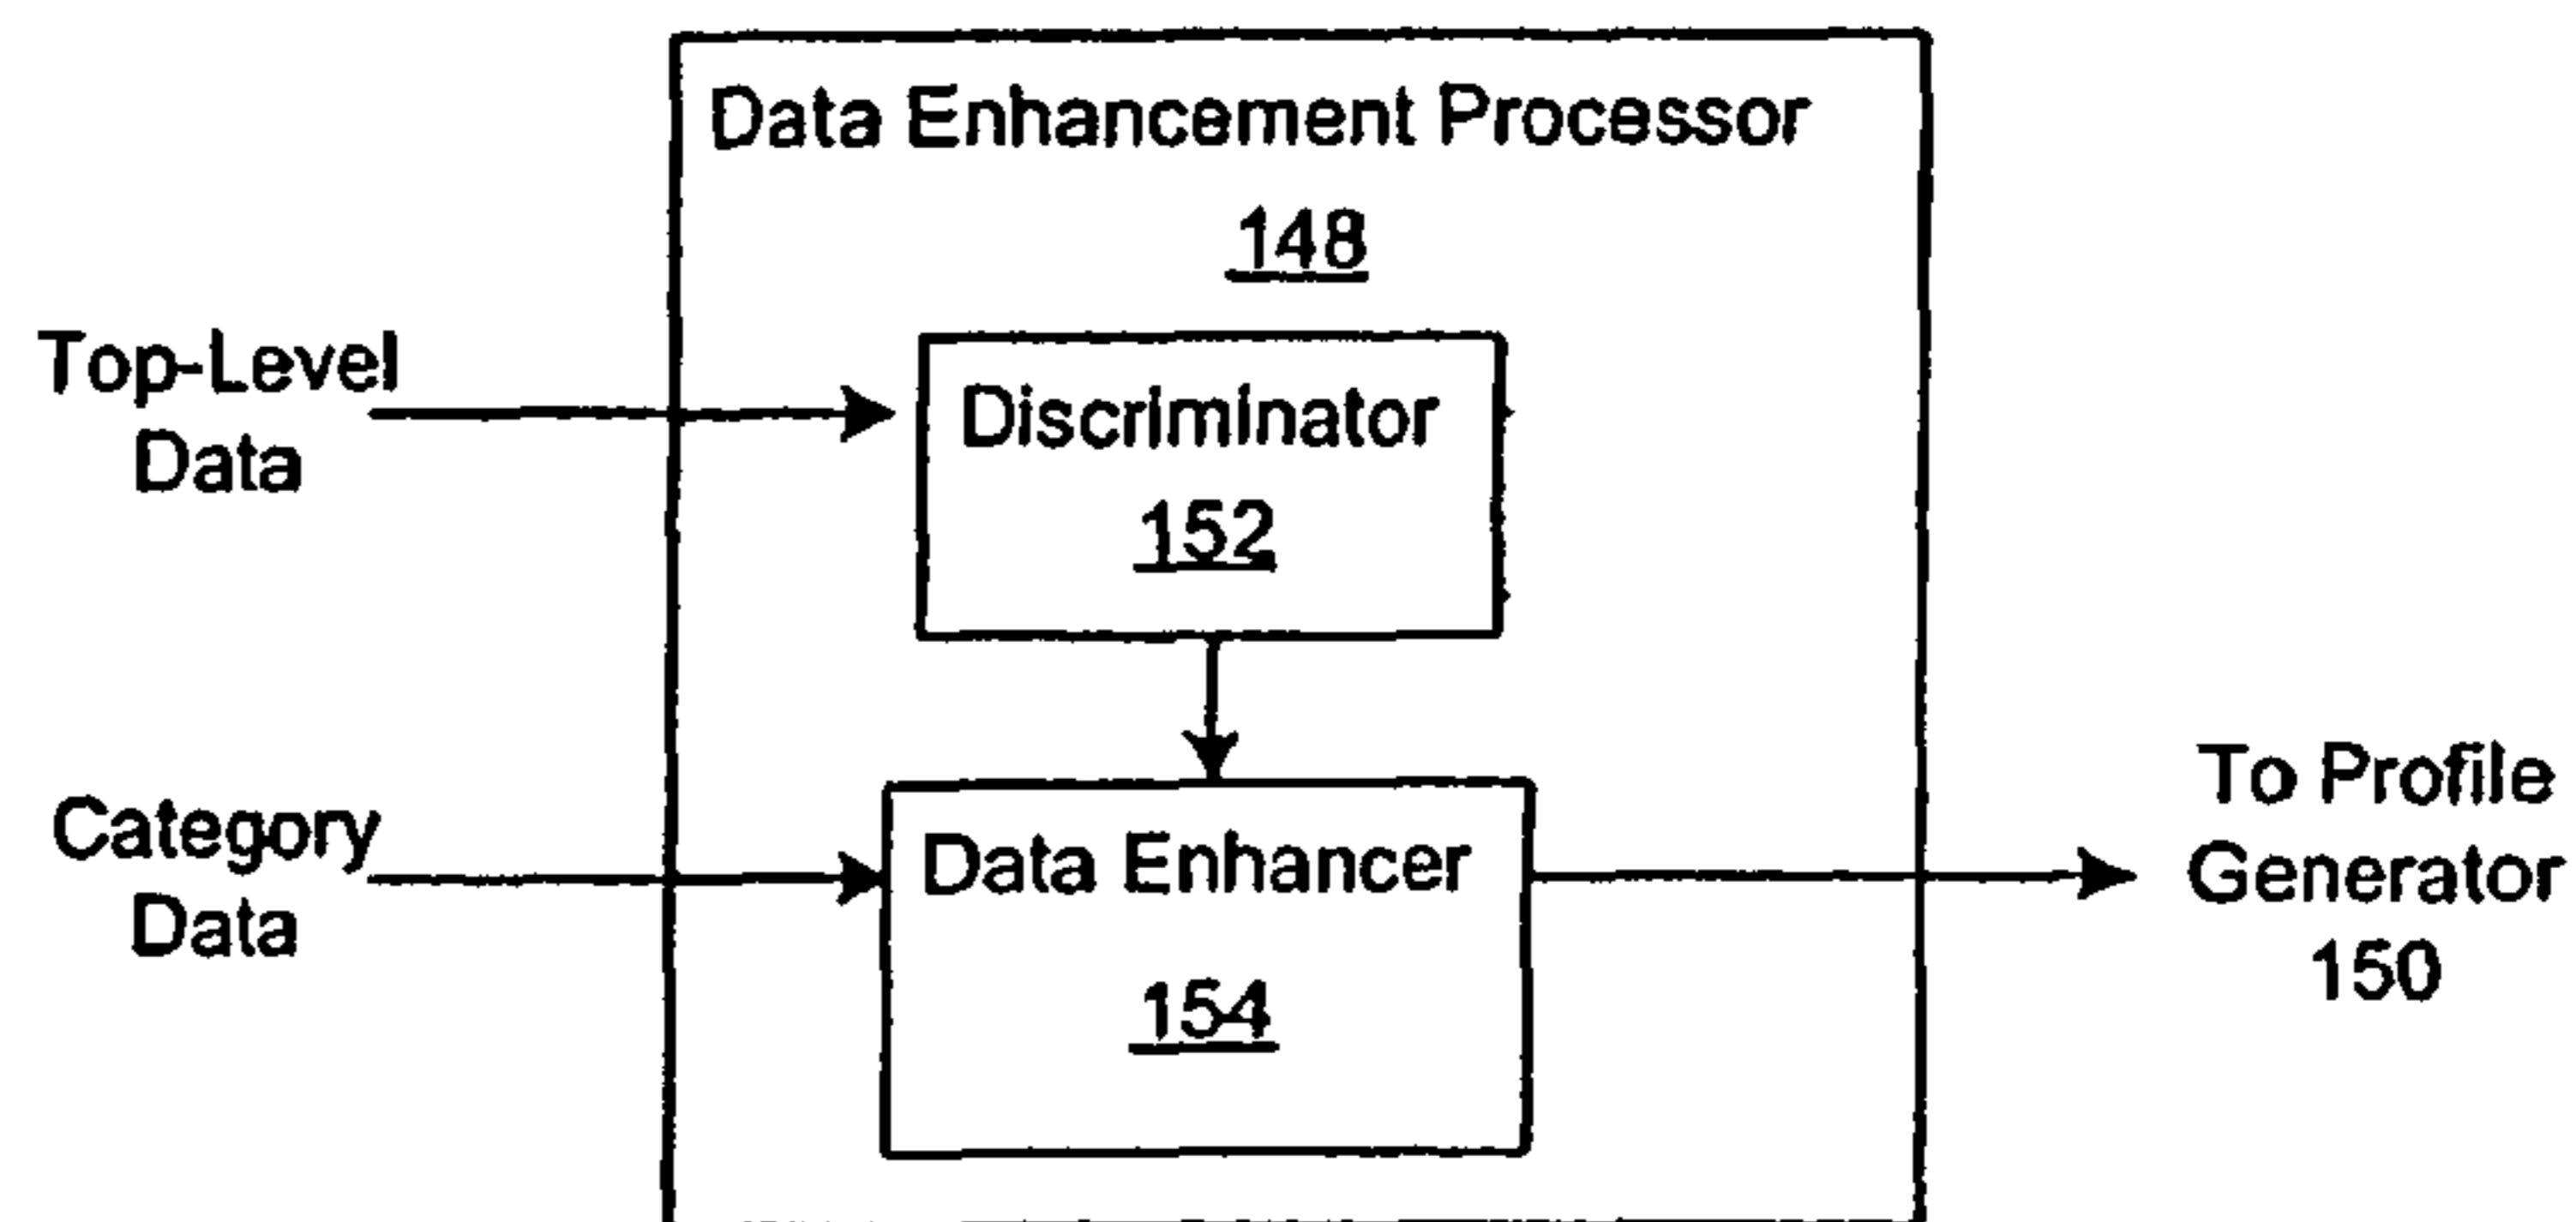 Data Enhancement Processor
148
Top-Level
Data
Discriminator
152
Category
Data
Data Enhancer
154
To Profile
Generator
150